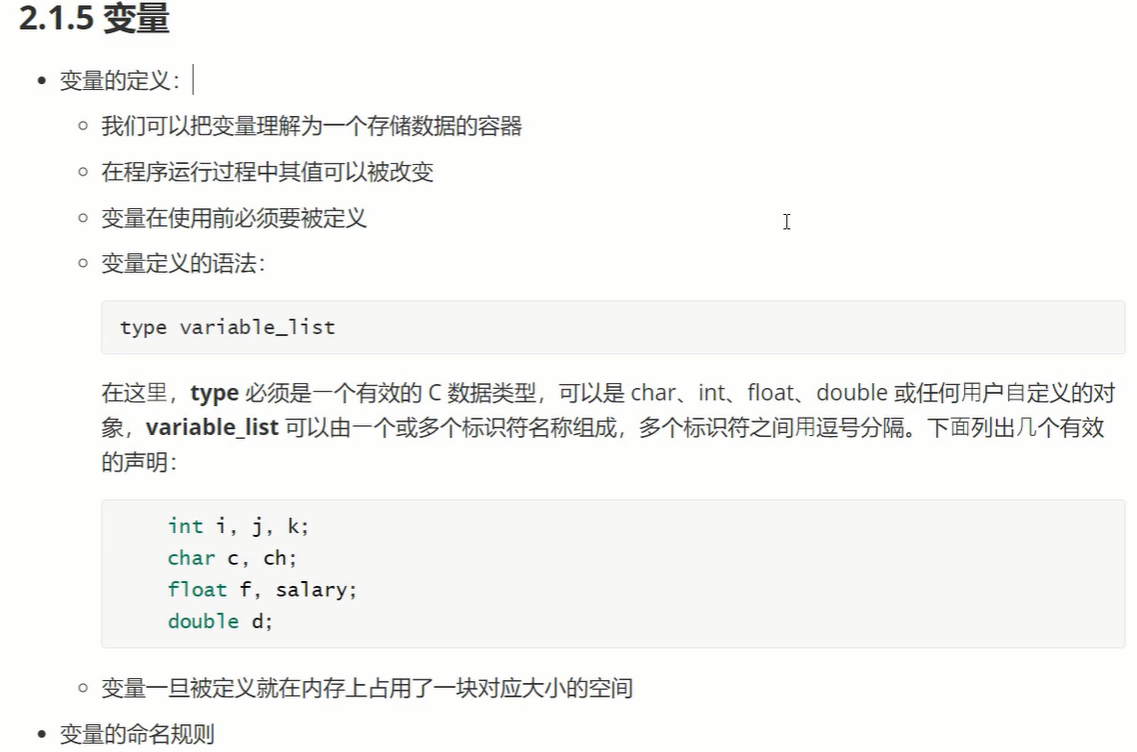 2.1.5 变量
变量的定义：
我们可以把变量理解为一个存储数据的容器
在程序运行过程中其值可以被改变
变量在使用前必须要被定义
变量定义的语法：
type variable_list
在这里，type 必须是一个有效的 C 数据类型，可以是 char、int、float、double 或任何用户自定义的对
象，variable_list 可以由一个或多个标识符名称组成，多个标识符之间用逗号分隔。下面列出几个有效
的声明：
int i, j, k;
char c, ch;
float f, salary;
double d;
变量一旦被定义就在内存上占用了一块对应大小的空间
变量的命名规则